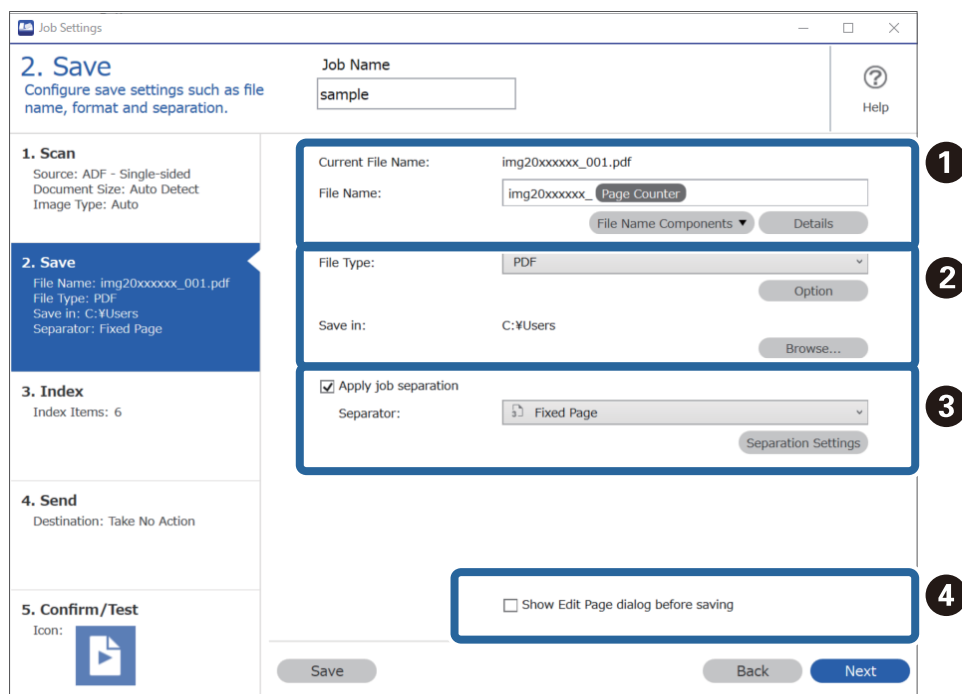 Job Settings
2. Save
Configure save settings such as file
name, format and separation.
Job Name
sample
Help
1. Scan
Source: ADF - Single-sided
Document Size: Auto Detect
Image Type: Auto
2. Save
File Name: img20xxxxxx_001.pdf
File Type: PDF
Save in: C:¥Users
Separator: Fixed Page
3. Index
Index Items: 6
4. Send
Destination: Take No Action
5. Confirm/Test
Icon:
Current File Name: img20xxxxxx_001.pdf
File Name: img20xxxxxx_ Page Counter
File Name Components ▼ Details
1
File Type: PDF
Option
Save in: C:¥Users
Browse...
2
Apply job separation
Separator: Fixed Page
Separation Settings
3
Show Edit Page dialog before saving
4
Save Back Next